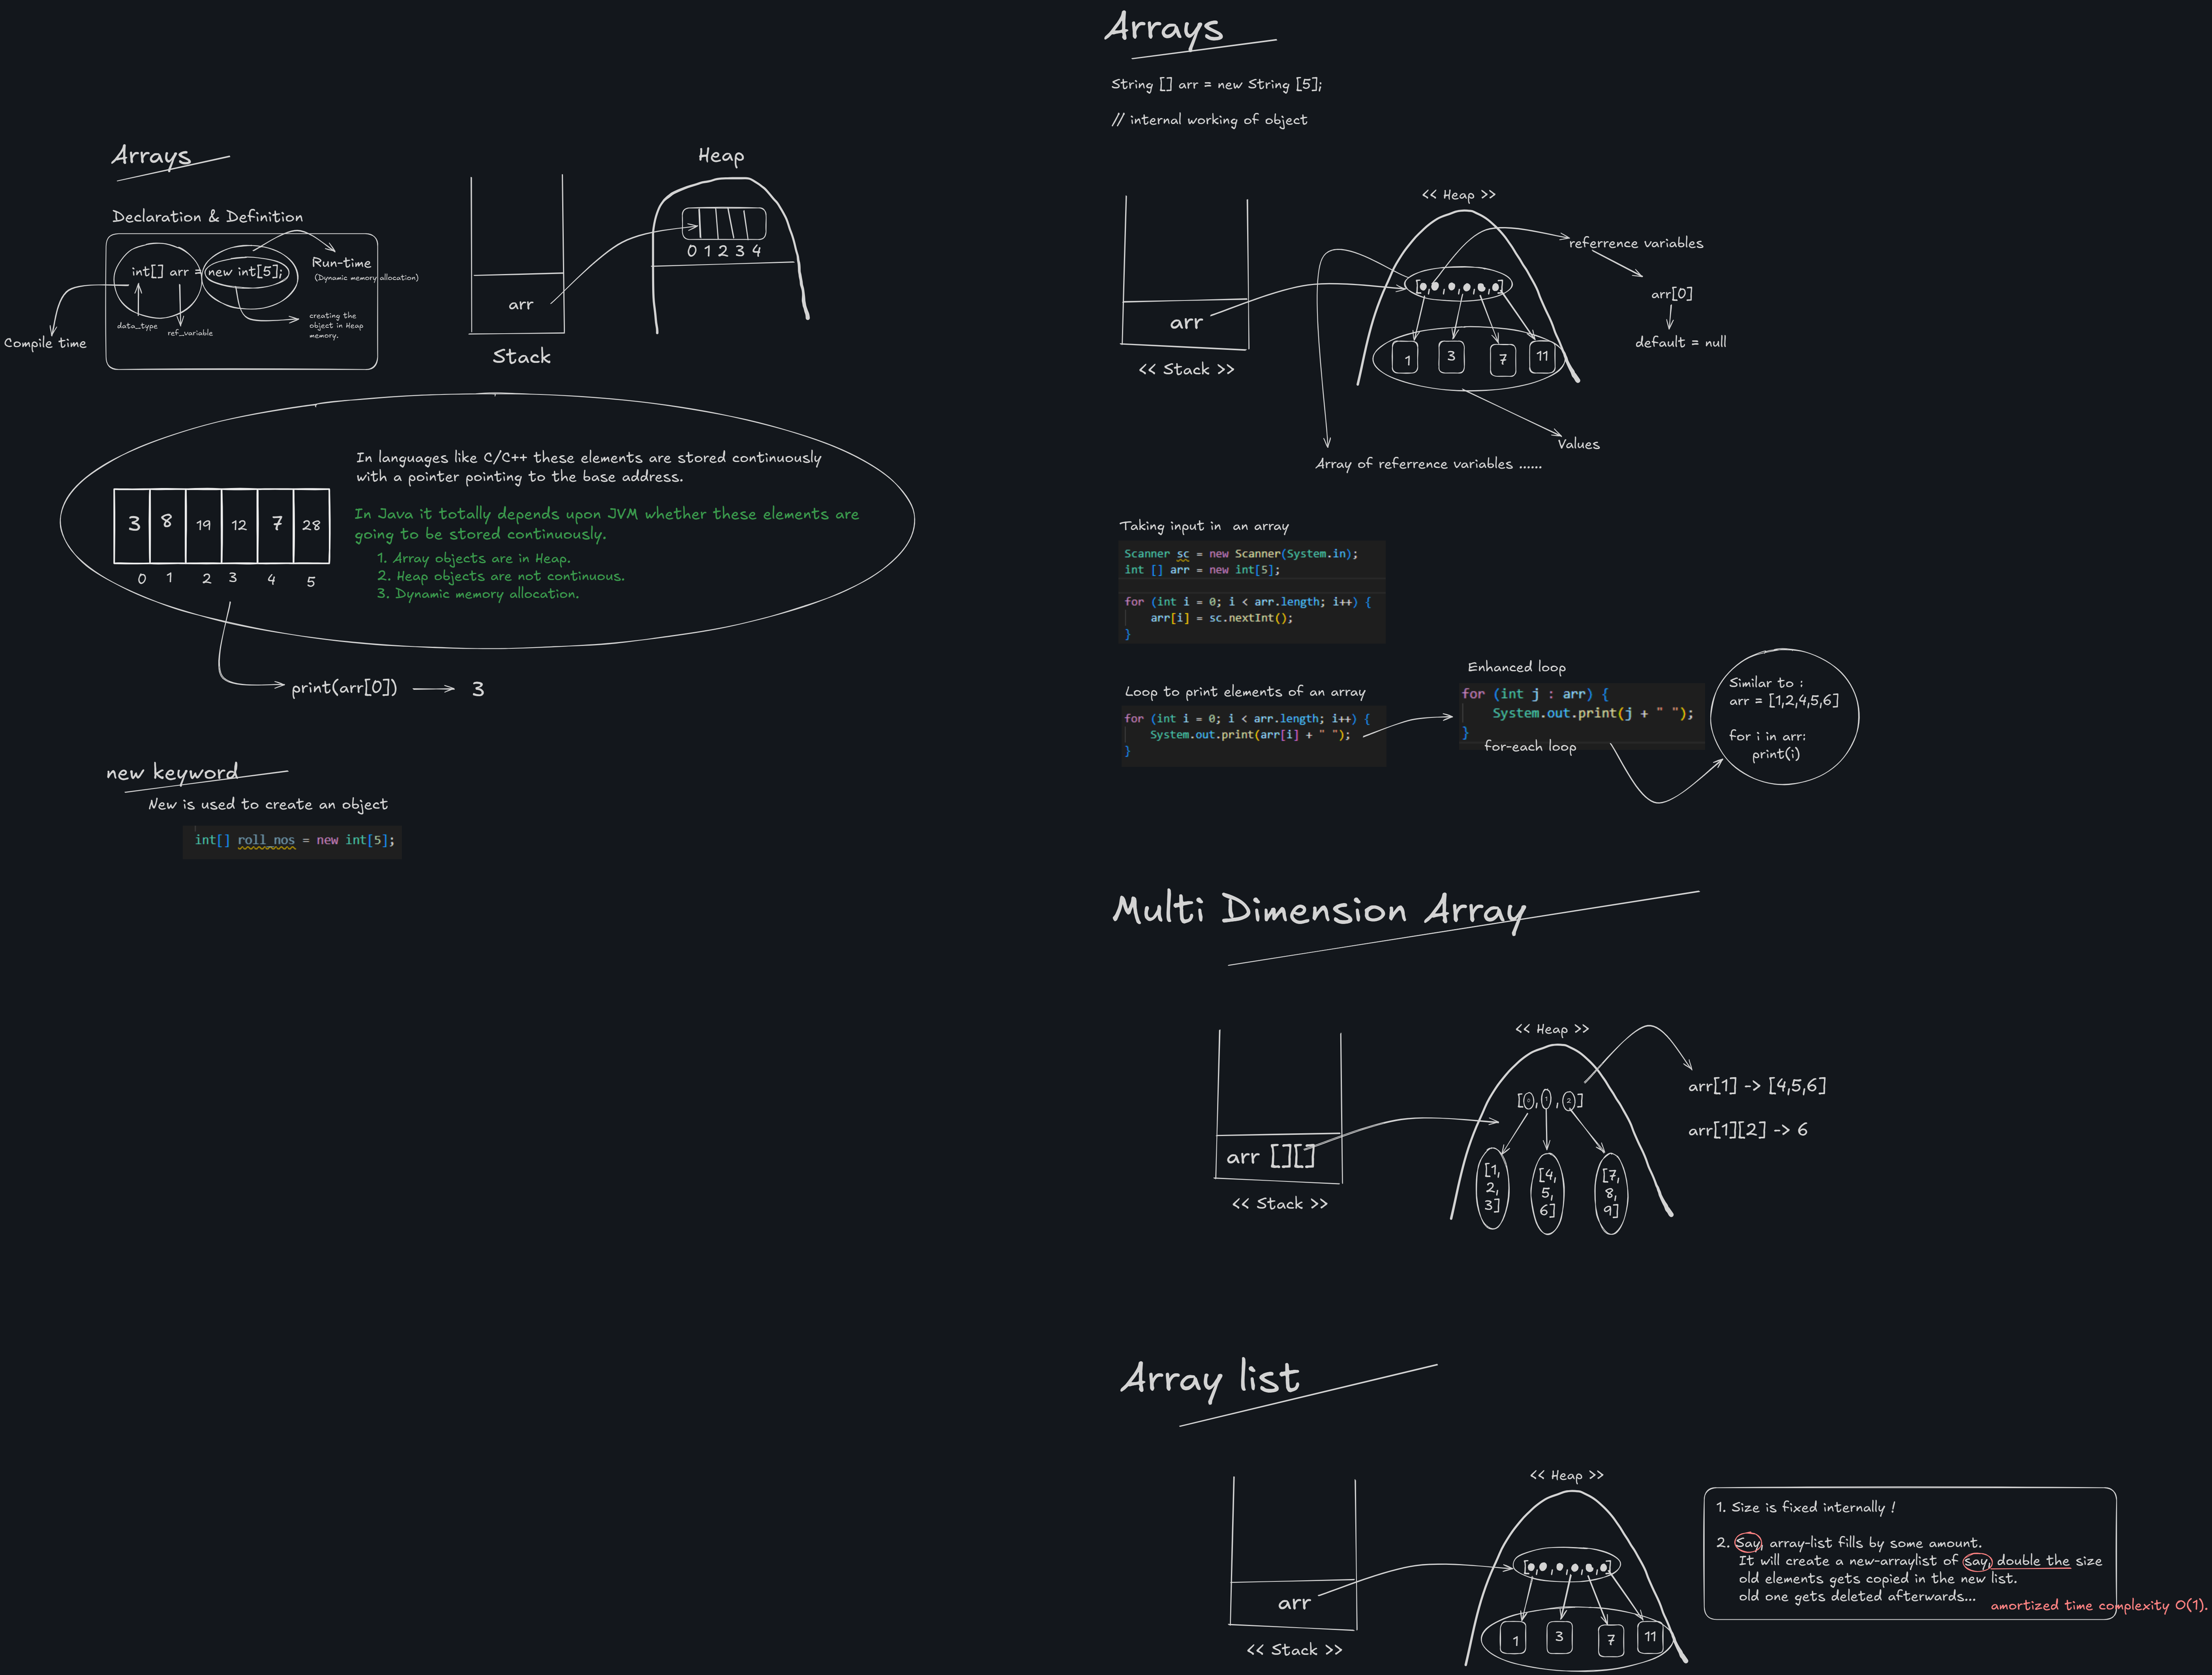 Arrays
Declaration & Definition
int[] arr = new int[5];
Run-time
(Dynamic memory allocation)
data_type
ref_variable
creating the
object in Heap
memory.
Compile time
Heap
0 1 2 3 4
arr
Stack
In languages like C/C++ these elements are stored continuously
with a pointer pointing to the base address.
In Java it totally depends upon JVM whether these elements are
going to be stored continuously.
1. Array objects are in Heap.
2. Heap objects are not continuous.
3. Dynamic memory allocation.
3 8 19 12 7 28
0 1 2 3 4 5
print(arr[0])
3
new keyword
New is used to create an object
int[] roll_nos = new int[5];
Arrays
String [] arr = new String [5];
// internal working of object
<< Heap >>
referrence variables
arr[0]
default = null
[ , , , , , ]
arr
1 3 7 11
<< Stack >>
Values
Array of referrence variables ......
Taking input in an array
Scanner sc = new Scanner(System.in);
int [] arr = new int[5];
for (int i = 0; i < arr.length; i++) {
arr[i] = sc.nextInt();
}
Loop to print elements of an array
for (int i = 0; i < arr.length; i++) {
System.out.print(arr[i] + " ");
}
Enhanced loop
for (int j : arr) {
System.out.print(j + " ");
}
for-each loop
Similar to :
arr = [1,2,4,5,6]
for i in arr:
print(i)
Multi Dimension Array
<< Heap >>
[0, 1, 2]
arr[1] -> [4,5,6]
arr[1][2] -> 6
arr [][]
<< Stack >>
[1,
2,
3]
[4,
5,
6]
[7,
8,
9]
Array list
<< Heap >>
[ , , , , , ]
arr
1 3 7 11
<< Stack >>
1. Size is fixed internally !
2. Say, array-list fills by some amount.
It will create a new-arraylist of say, double the size
old elements gets copied in the new list.
old one gets deleted afterwards...
amortized time complexity O(1).